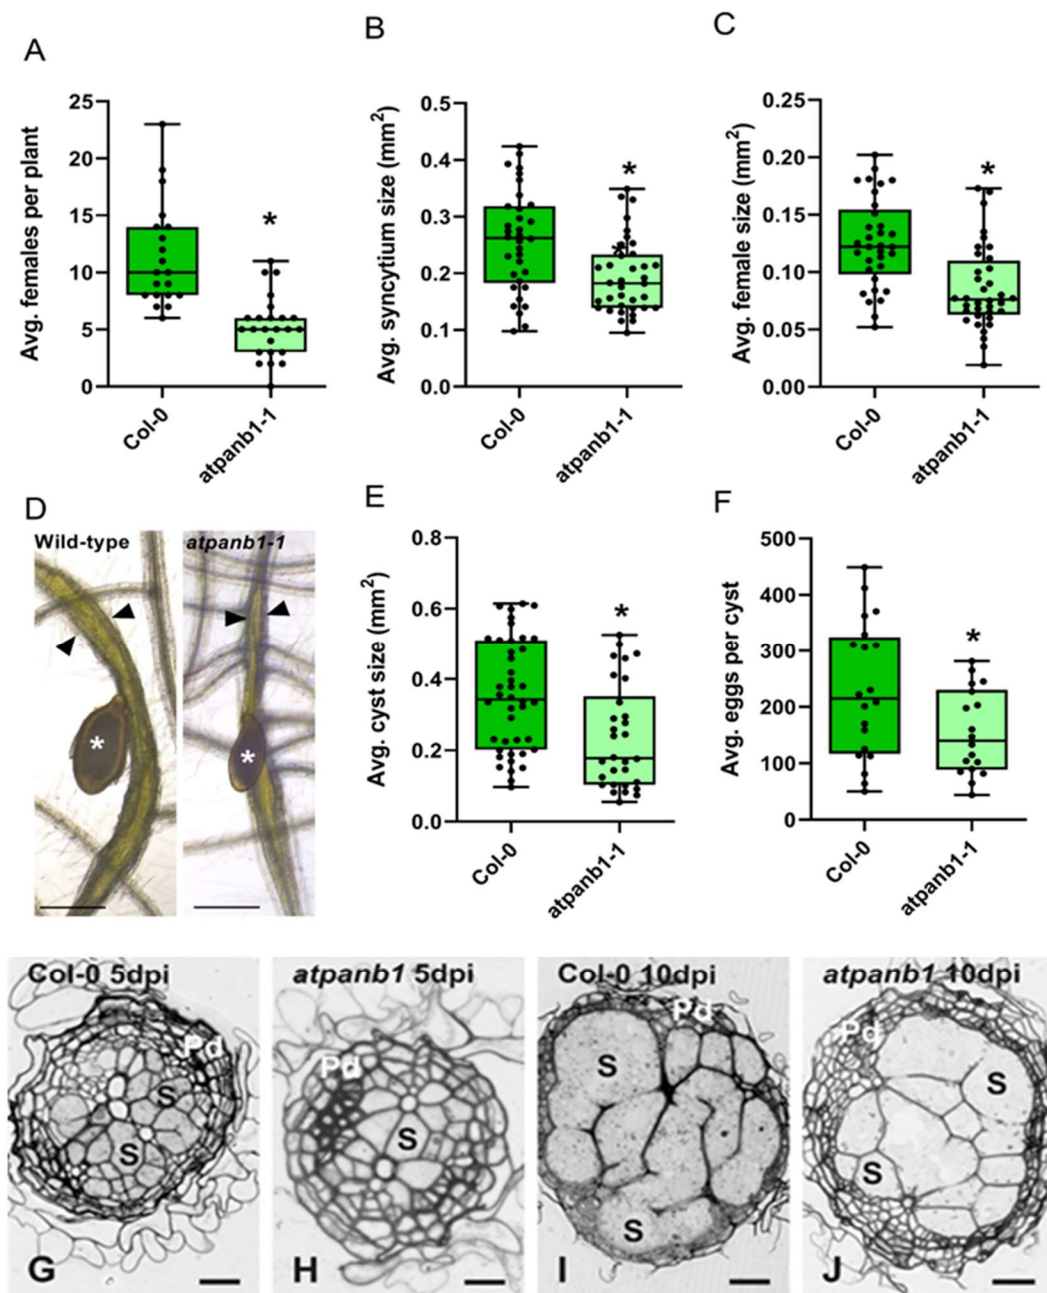 A
Avg. females per plant
25
20
15
10
5
0
Col-0
atpanb1-1
*
B
Avg. syncytium size (mm²)
0.5
0.4
0.3
0.2
0.1
0.0
Col-0
atpanb1-1
*
C
Avg. female size (mm²)
0.25
0.20
0.15
0.10
0.05
0.00
Col-0
atpanb1-1
*
D
Wild-type
atpanb1-1
*
*
E
Avg. cyst size (mm²)
0.8
0.6
0.4
0.2
0.0
Col-0
atpanb1-1
*
F
Avg. eggs per cyst
500
400
300
200
100
0
Col-0
atpanb1-1
*
Col-0 5dpi
Pd
S
S
G
atpanb1 5dpi
Pd
S
H
Col-0 10dpi
Pd
S
S
I
atpanb1 10dpi
Pd
S
S
J